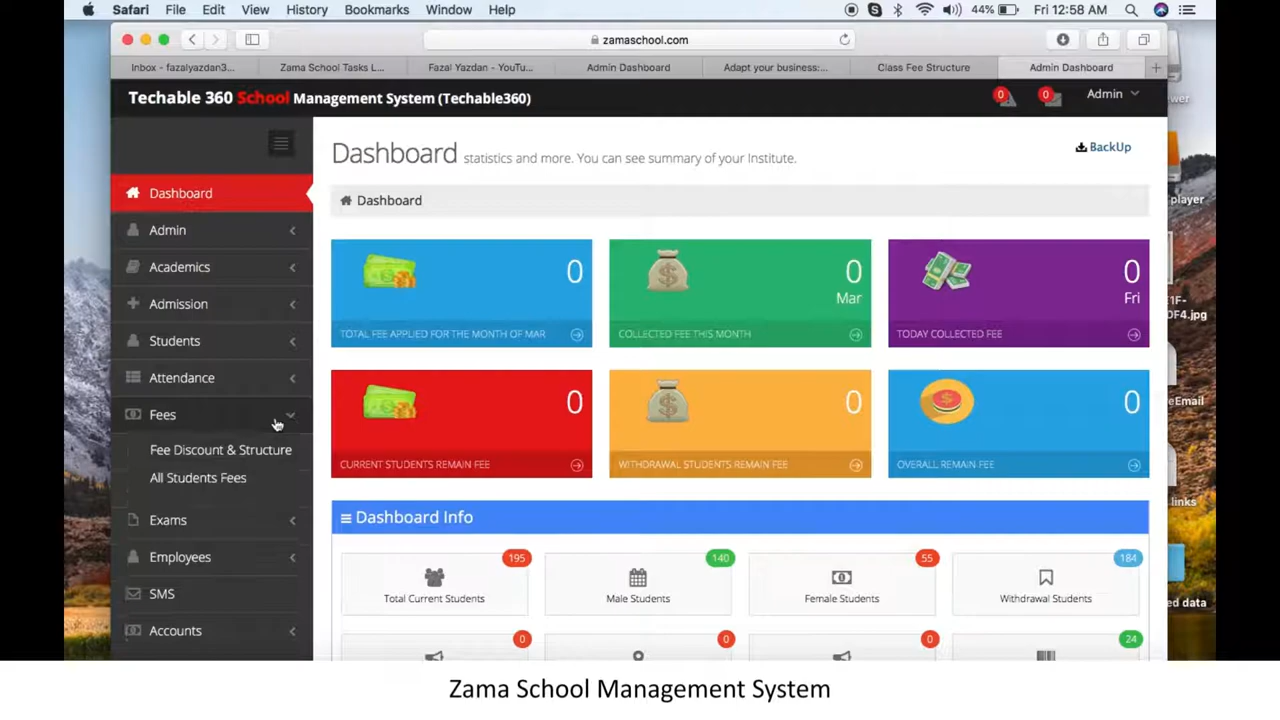 Safari File Edit View History Bookmarks Window Help 44% Fri 12:58 AM
zamaschool.com
Inbox - fazalyazdan3... Zama School Tasks L... Fazal Yazdan - YouTu... Admin Dashboard Adapt your business:... Class Fee Structure Admin Dashboard
Techable 360 School Management System (Techable360) 0 0 Admin
Dashboard statistics and more. You can see summary of your Institute. BackUp
Dashboard
Dashboard
Admin
Academics
Admission
Students
Attendance
Fees
Fee Discount & Structure
All Students Fees
Exams
Employees
SMS
Accounts
0
TOTAL FEE APPLIED FOR THE MONTH OF MAR
0
Mar
COLLECTED FEE THIS MONTH
0
Fri
TODAY COLLECTED FEE
0
CURRENT STUDENTS REMAIN FEE
0
WITHDRAWAL STUDENTS REMAIN FEE
0
OVERALL REMAIN FEE
Dashboard Info
195
Total Current Students
140
Male Students
55
Female Students
184
Withdrawal Students
0 0 0 24
player
F4.jpg
eEmail
links
ed data
Zama School Management System